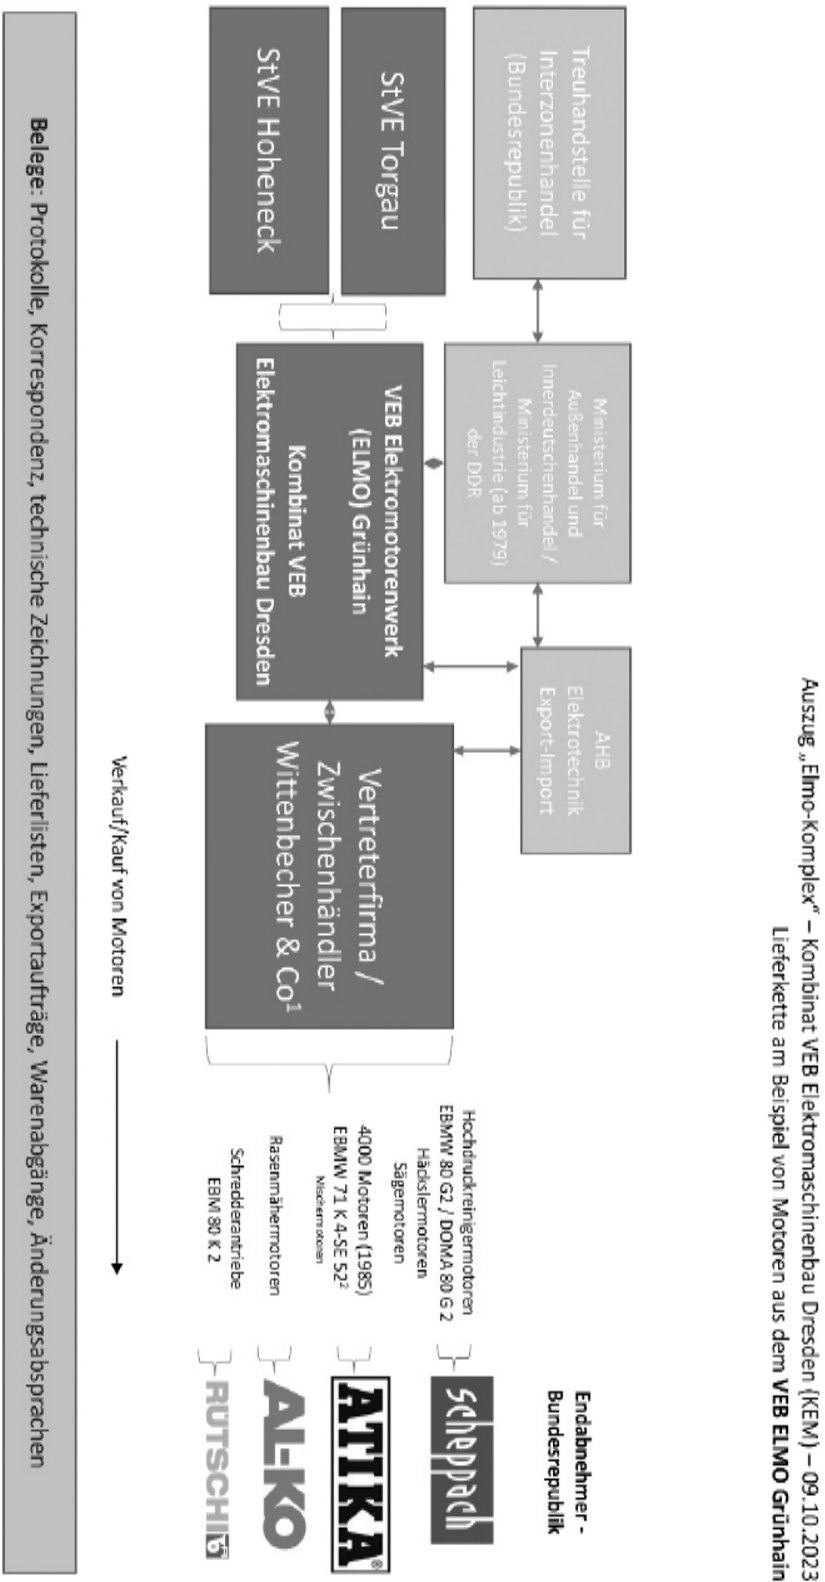 Auszug „Elmo-Komplex“ – Kombinat VEB Elektromaschinenbau Dresden (KEM) – 09.10.2023
Lieferkette am Beispiel von Motoren aus dem VEB ELMO Grünhain
Treuhandstelle für
Interzonenhandel
(Bundesrepublik)
Ministerium für
Außenhandel und
Innerdeutschenhandel /
Ministerium für
Leichtindustrie (ab 1979)
der DDR
AHB
Elektrotechnik
Export-Import
StVE Torgau
StVE Hoheneck
VEB Elektromotorenwerk
(ELMO) Grünhain
Kombinat VEB
Elektromaschinenbau Dresden
Vertreterfirma /
Zwischenhändler
Wittenbecher & Co¹
Hochdruckreinigermotoren
EBMW 80 G2 / DOMA 80 G 2
Häckslermotoren
Sägemotoren
4000 Motoren (1985)
EBMW 71 K 4-SE 52²
Mischermotoren
Rasenmähermotoren
Schredderantriebe
EBM 80 K 2
Endabnehmer -
Bundesrepublik
scheppach
ATIKA®
AL-KO
RÜTSCHI
Verkauf/Kauf von Motoren
Belege: Protokolle, Korrespondenz, technische Zeichnungen, Lieferlisten, Exportaufträge, Warenabgänge, Änderungsabsprachen